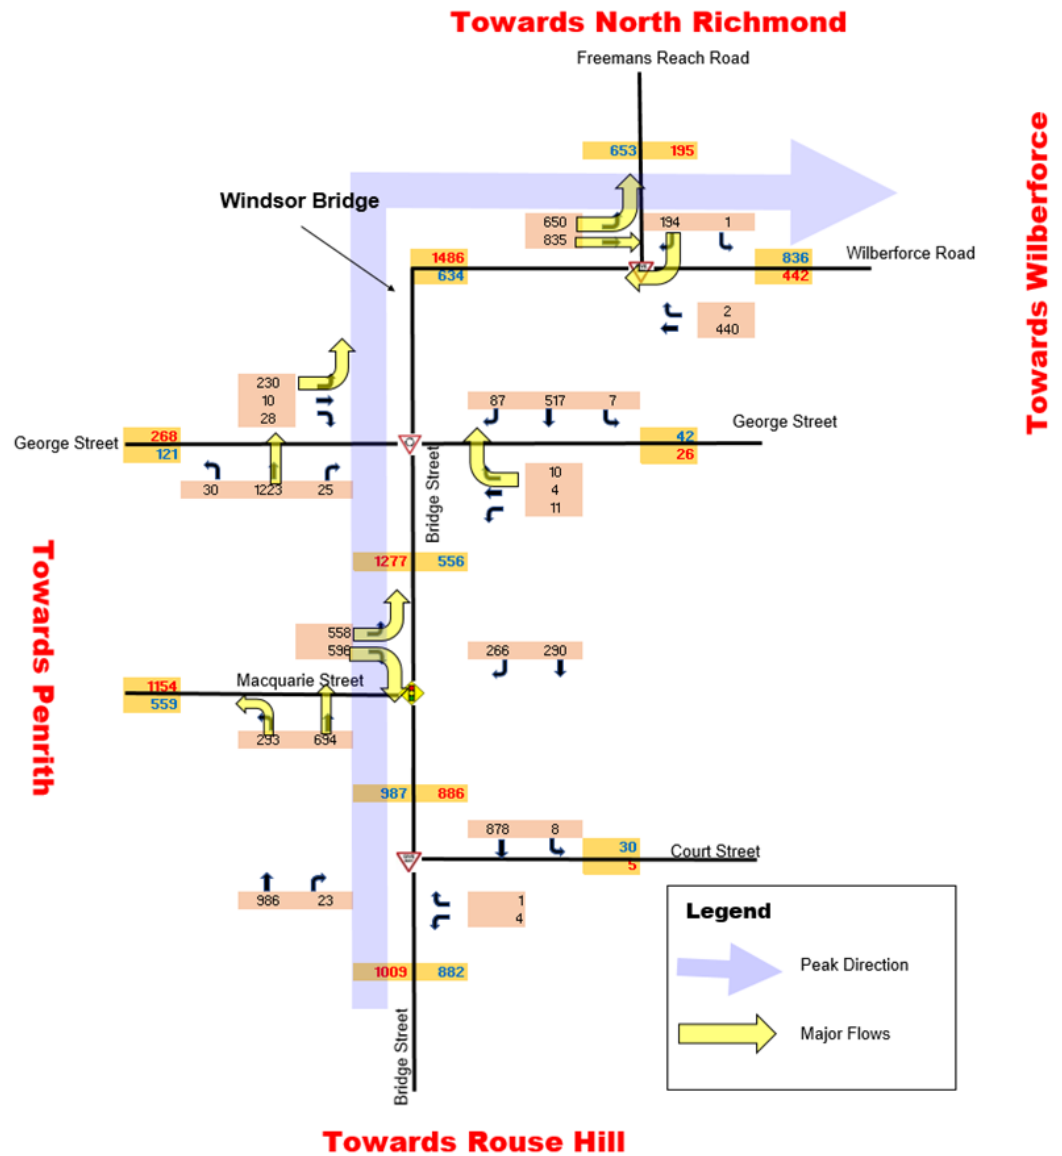 Towards North Richmond
Freemans Reach Road
653 195
Towards Wilberforce
Windsor Bridge
650
835
194 1
1486
634
836
442
Wilberforce Road
2
440
230
10
28
87 517 7
George Street
268
121
42
26
George Street
30 1223 25
10
4
11
Bridge Street
1277 556
Towards Penrith
558
596
266 290
Macquarie Street
1154
559
293 694
987 886
878 8
30
5
Court Street
986 23
1
4
1009 882
Bridge Street
Legend
Peak Direction
Major Flows
Towards Rouse Hill